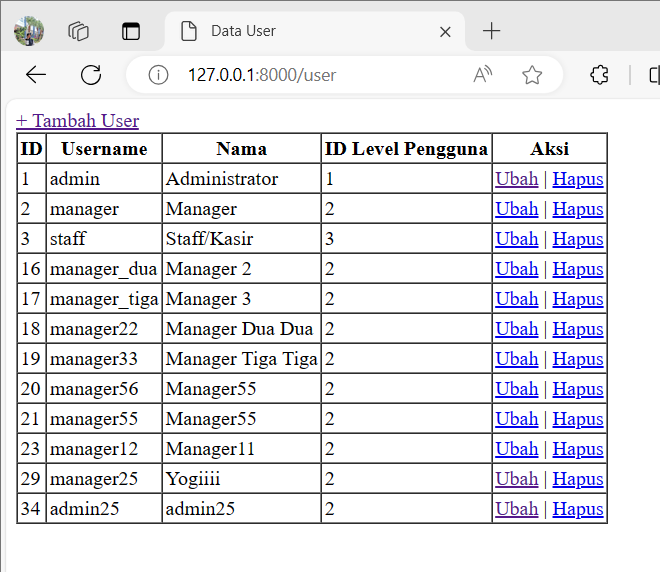 Data User
127.0.0.1:8000/user
+ Tambah User
ID Username Nama ID Level Pengguna Aksi
1 admin Administrator 1 Ubah | Hapus
2 manager Manager 2 Ubah | Hapus
3 staff Staff/Kasir 3 Ubah | Hapus
16 manager_dua Manager 2 2 Ubah | Hapus
17 manager_tiga Manager 3 2 Ubah | Hapus
18 manager22 Manager Dua Dua 2 Ubah | Hapus
19 manager33 Manager Tiga Tiga 2 Ubah | Hapus
20 manager56 Manager55 2 Ubah | Hapus
21 manager55 Manager55 2 Ubah | Hapus
23 manager12 Manager11 2 Ubah | Hapus
29 manager25 Yogiiii 2 Ubah | Hapus
34 admin25 admin25 2 Ubah | Hapus